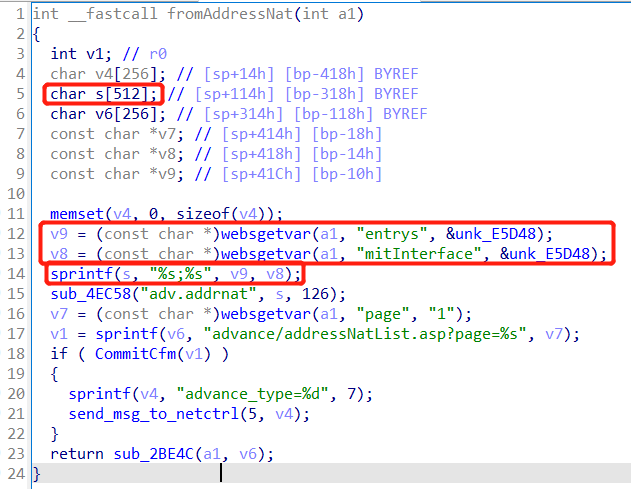 1 int __fastcall fromAddressNat(int a1)
2 {
3 int v1; // r0
4 char v4[256]; // [sp+14h] [bp-418h] BYREF
5 char s[512]; // [sp+114h] [bp-318h] BYREF
6 char v6[256]; // [sp+314h] [bp-118h] BYREF
7 const char *v7; // [sp+414h] [bp-18h]
8 const char *v8; // [sp+418h] [bp-14h]
9 const char *v9; // [sp+41Ch] [bp-10h]
10
11 memset(v4, 0, sizeof(v4));
12 v9 = (const char *)websgetvar(a1, "entrys", &unk_E5D48);
13 v8 = (const char *)websgetvar(a1, "mitInterface", &unk_E5D48);
14 sprintf(s, "%s;%s", v9, v8);
15 sub_4EC58("adv.addrnat", s, 126);
16 v7 = (const char *)websgetvar(a1, "page", "1");
17 v1 = sprintf(v6, "advance/addressNatList.asp?page=%s", v7);
18 if ( CommitCfm(v1) )
19 {
20 sprintf(v4, "advance_type=%d", 7);
21 send_msg_to_netctrl(5, v4);
22 }
23 return sub_2BE4C(a1, v6);
24 }